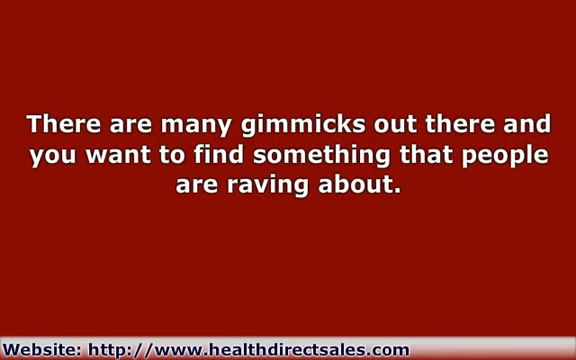 There are many gimmicks out there and
you want to find something that people
are raving about.
Website: http://www.healthdirectsales.com